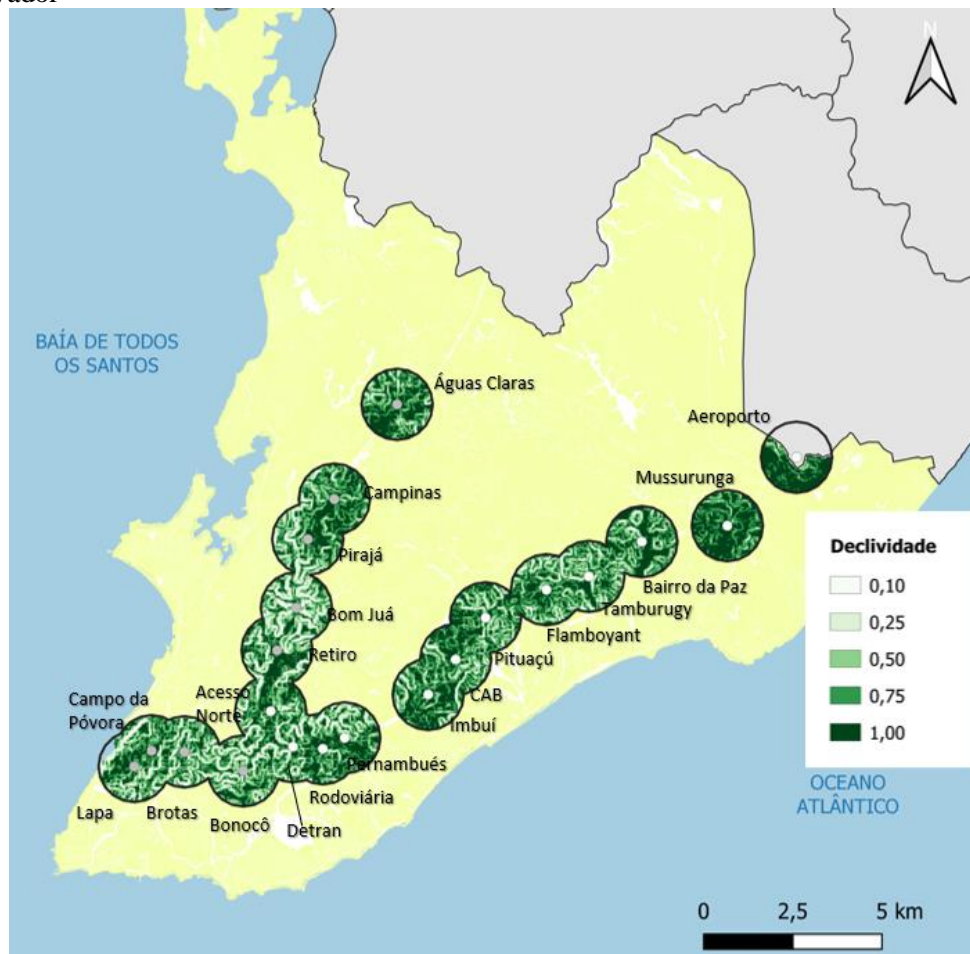 N
BAÍA DE TODOS
OS SANTOS
Águas Claras
Aeroporto
Campinas
Mussurunga
Pirajá
Declividade
0,10
0,25
0,50
0,75
1,00
Bairro da Paz
Tamburugy
Bom Juá
Flamboyant
Retiro
Pituaçú
Acesso
Norte
CAB
Campo da
Pólvora
Imbuí
Pernambués
Rodoviária
Lapa
Brotas
Bonocô
Detran
OCEANO
ATLÂNTICO
0
2,5
5 km